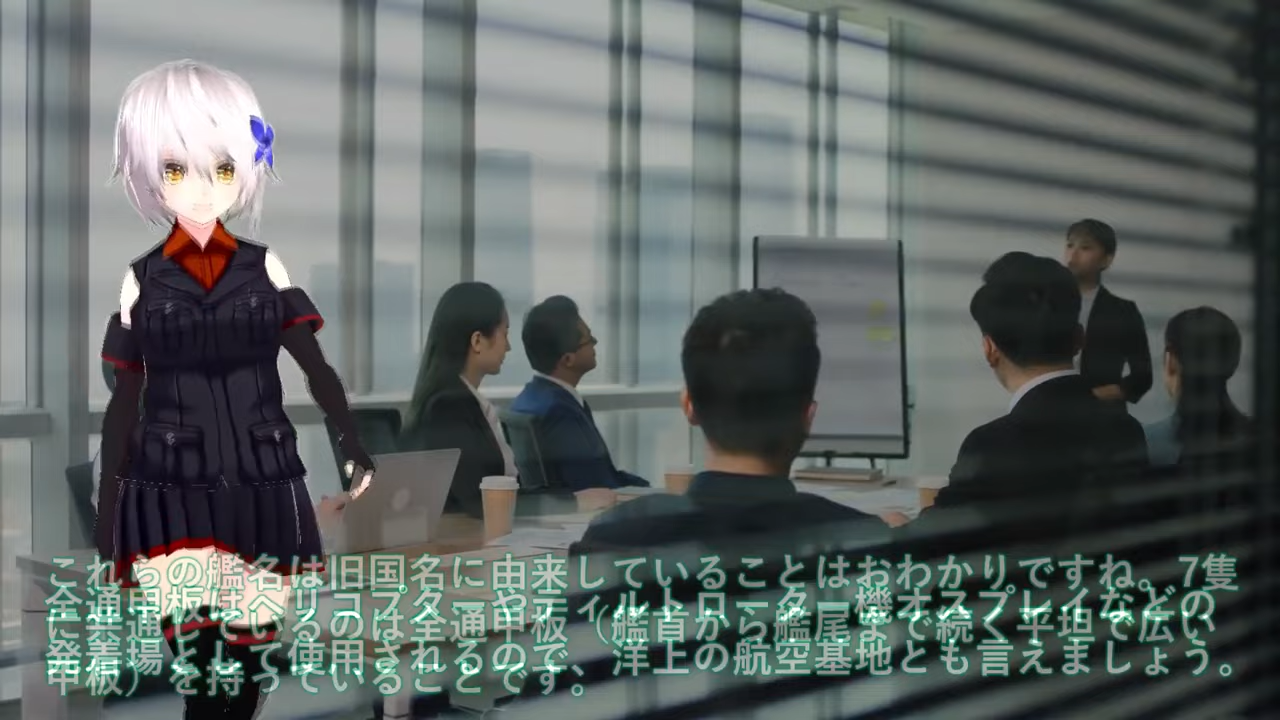 これらの艦名は旧国名に由来していることはおわかりですね。7隻
全通甲板はヘリコプターやティルトローター機オスプレイなどの
に共通しているのは全通甲板（艦首から艦尾まで続く平坦で広い
発着場として使用されるので、洋上の航空基地とも言えましょう。
甲板）を持っていることです。